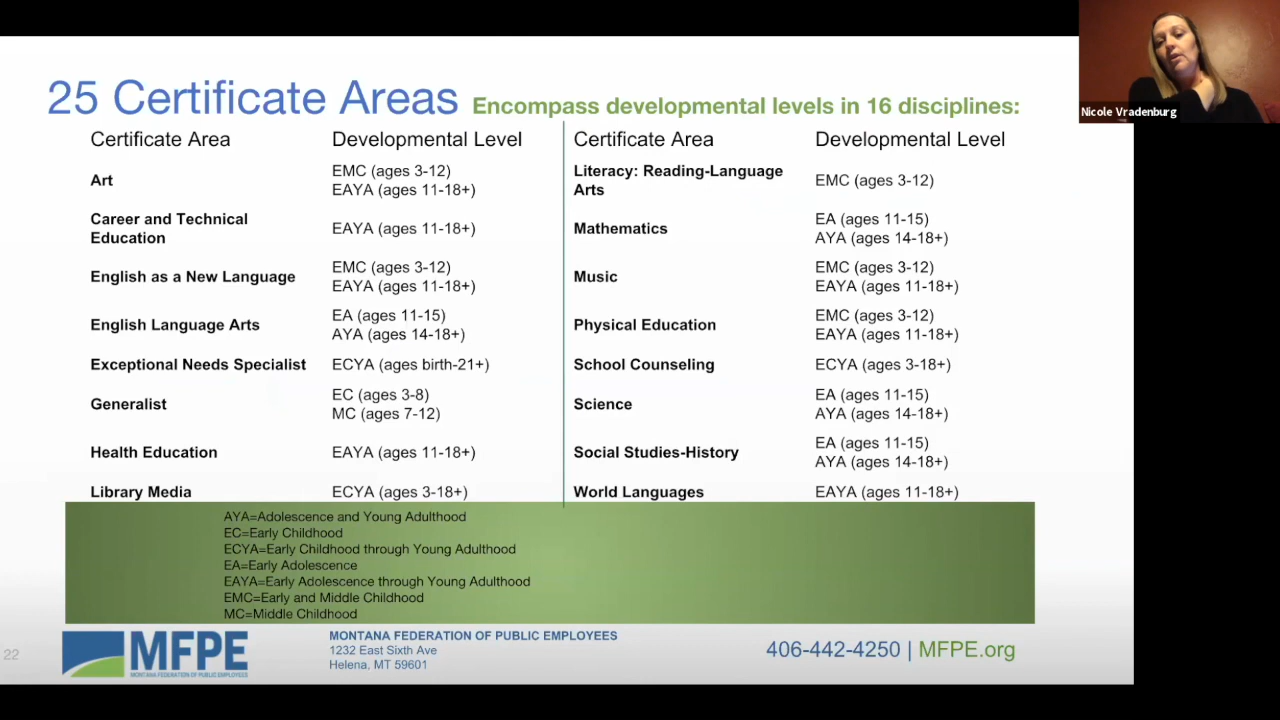 25 Certificate Areas Encompass developmental levels in 16 disciplines:
Certificate Area Developmental Level Certificate Area Developmental Level
Art
EMC (ages 3-12)
EAYA (ages 11-18+)
Literacy: Reading-Language
Arts
EMC (ages 3-12)
Career and Technical
Education
EAYA (ages 11-18+)
Mathematics
EA (ages 11-15)
AYA (ages 14-18+)
English as a New Language
EMC (ages 3-12)
EAYA (ages 11-18+)
Music
EMC (ages 3-12)
EAYA (ages 11-18+)
English Language Arts
EA (ages 11-15)
AYA (ages 14-18+)
Physical Education
EMC (ages 3-12)
EAYA (ages 11-18+)
Exceptional Needs Specialist
ECYA (ages birth-21+)
School Counseling
ECYA (ages 3-18+)
Generalist
EC (ages 3-8)
MC (ages 7-12)
Science
EA (ages 11-15)
AYA (ages 14-18+)
Health Education
EAYA (ages 11-18+)
Social Studies-History
EA (ages 11-15)
AYA (ages 14-18+)
Library Media
ECYA (ages 3-18+)
World Languages
EAYA (ages 11-18+)
AYA=Adolescence and Young Adulthood
EC=Early Childhood
ECYA=Early Childhood through Young Adulthood
EA=Early Adolescence
EAYA=Early Adolescence through Young Adulthood
EMC=Early and Middle Childhood
MC=Middle Childhood
22
MFPE
MONTANA FEDERATION OF PUBLIC EMPLOYEES
MONTANA FEDERATION OF PUBLIC EMPLOYEES
1232 East Sixth Ave
Helena, MT 59601
406-442-4250 | MFPE.org
Nicole Vradenburg